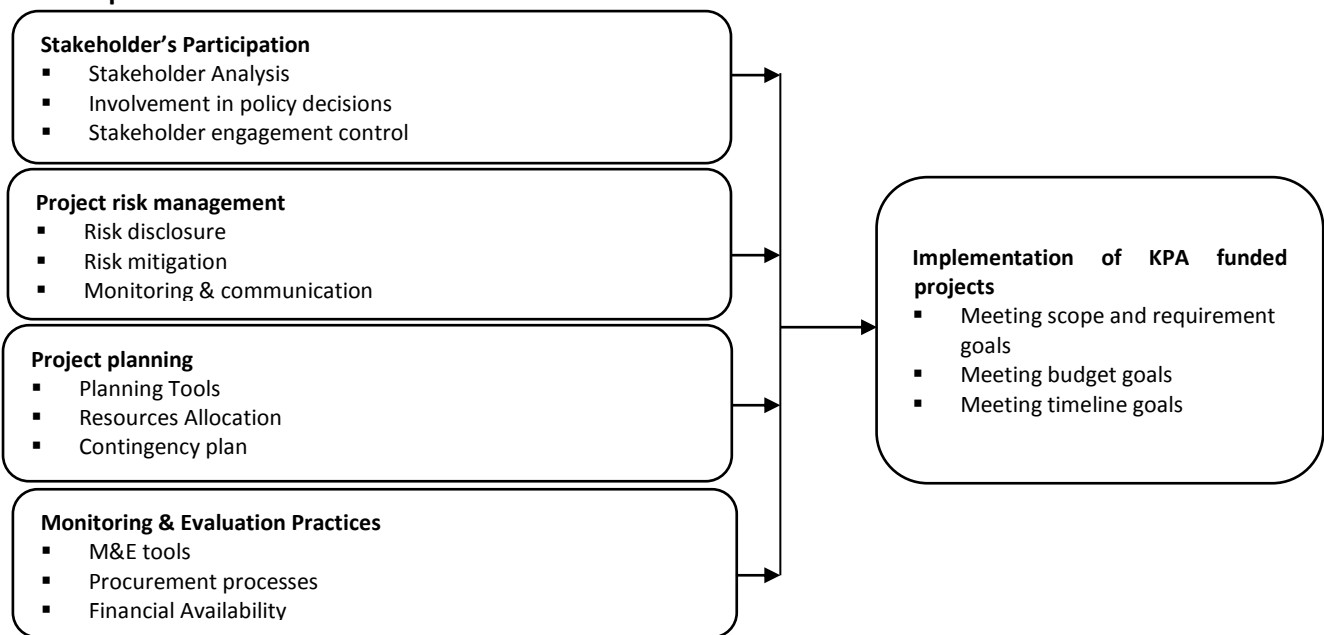 Stakeholder’s Participation
▪ Stakeholder Analysis
▪ Involvement in policy decisions
▪ Stakeholder engagement control
Project risk management
▪ Risk disclosure
▪ Risk mitigation
▪ Monitoring & communication
Project planning
▪ Planning Tools
▪ Resources Allocation
▪ Contingency plan
Monitoring & Evaluation Practices
▪ M&E tools
▪ Procurement processes
▪ Financial Availability
Implementation of KPA funded
projects
▪ Meeting scope and requirement
goals
▪ Meeting budget goals
▪ Meeting timeline goals